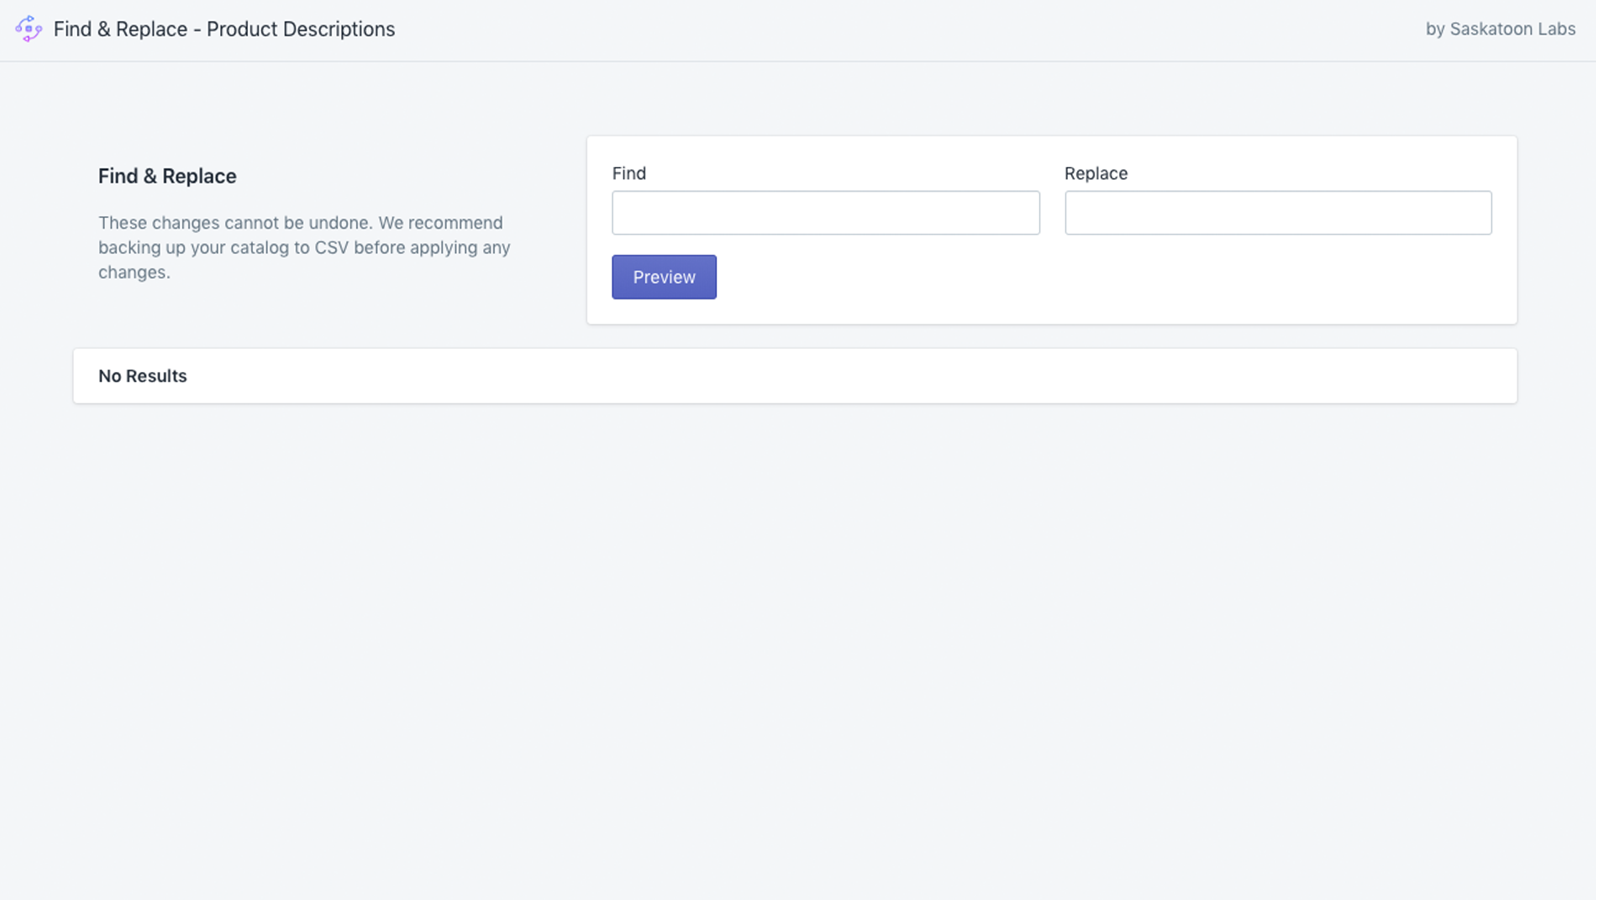 Find & Replace - Product Descriptions
by Saskatoon Labs
Find & Replace
These changes cannot be undone. We recommend
backing up your catalog to CSV before applying any
changes.
Find
Replace
Preview
No Results